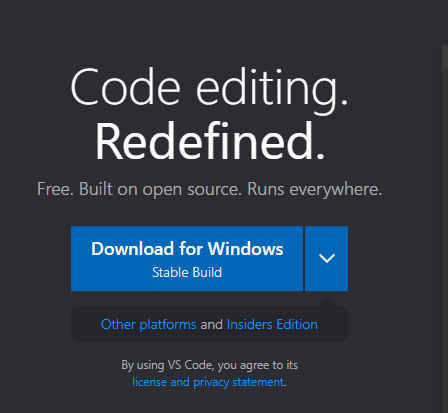 Code editing.
Redefined.
Free. Built on open source. Runs everywhere.
Download for Windows
Stable Build
Other platforms and Insiders Edition
By using VS Code, you agree to its
license and privacy statement.